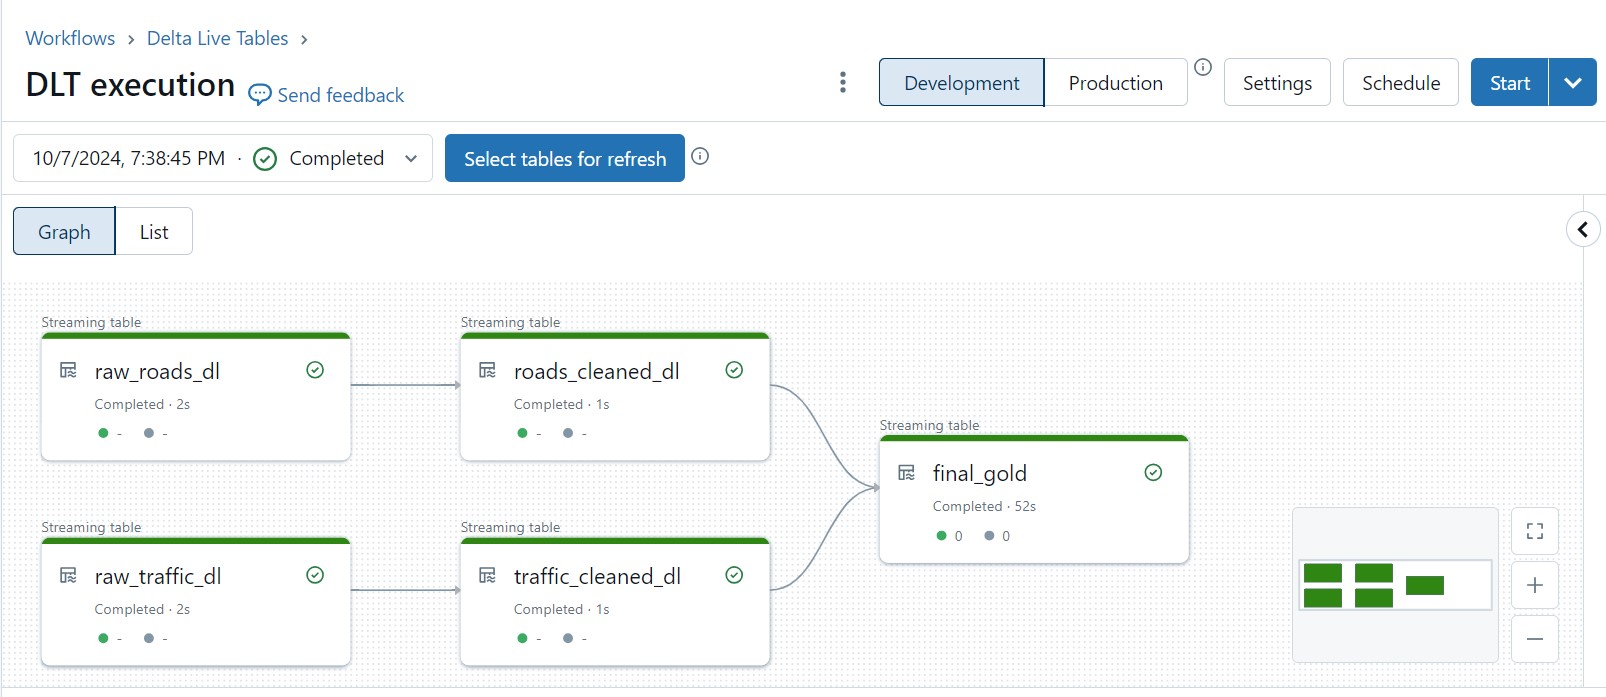 Workflows › Delta Live Tables ›
DLT execution Send feedback
Development Production Settings Schedule Start
10/7/2024, 7:38:45 PM · Completed
Select tables for refresh
Graph List
Streaming table
raw_roads_dl
Completed · 2s
- -
Streaming table
roads_cleaned_dl
Completed · 1s
- -
Streaming table
final_gold
Completed · 52s
0 0
Streaming table
raw_traffic_dl
Completed · 2s
- -
Streaming table
traffic_cleaned_dl
Completed · 1s
- -